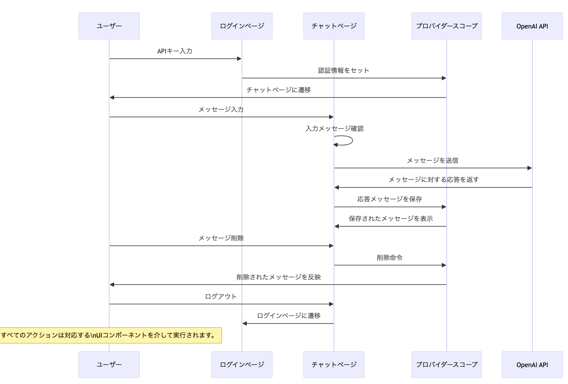 ユーザー
ログインページ
チャットページ
プロバイダースコープ
OpenAI API
APIキー入力
認証情報をセット
チャットページに遷移
メッセージ入力
入力メッセージ確認
メッセージを送信
メッセージに対する応答を返す
応答メッセージを保存
保存されたメッセージを表示
メッセージ削除
削除命令
削除されたメッセージを反映
ログアウト
ログインページに遷移
すべてのアクションは対応する\nUIコンポーネントを介して実行されます。
ユーザー
ログインページ
チャットページ
プロバイダースコープ
OpenAI API